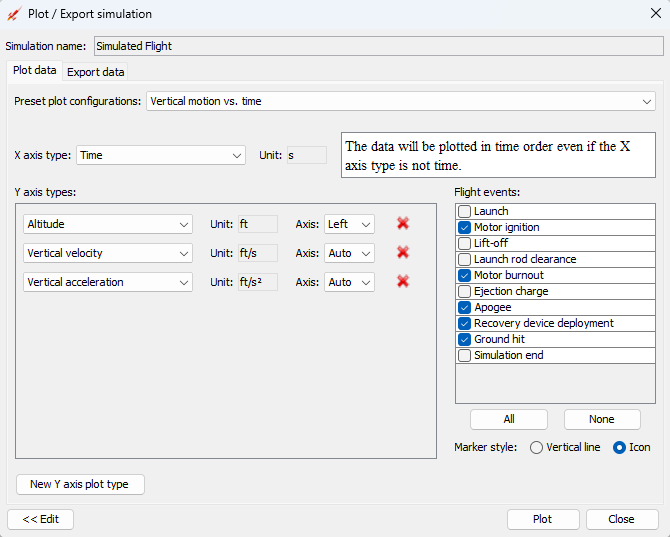 Plot / Export simulation
Simulation name: Simulated Flight
Plot data Export data
Preset plot configurations: Vertical motion vs. time
X axis type: Time Unit: s
The data will be plotted in time order even if the X
axis type is not time.
Y axis types:
Altitude Unit: ft Axis: Left
Vertical velocity Unit: ft/s Axis: Auto
Vertical acceleration Unit: ft/s² Axis: Auto
Flight events:
Launch
Motor ignition
Lift-off
Launch rod clearance
Motor burnout
Ejection charge
Apogee
Recovery device deployment
Ground hit
Simulation end
All None
Marker style: Vertical line Icon
New Y axis plot type
<< Edit Plot Close